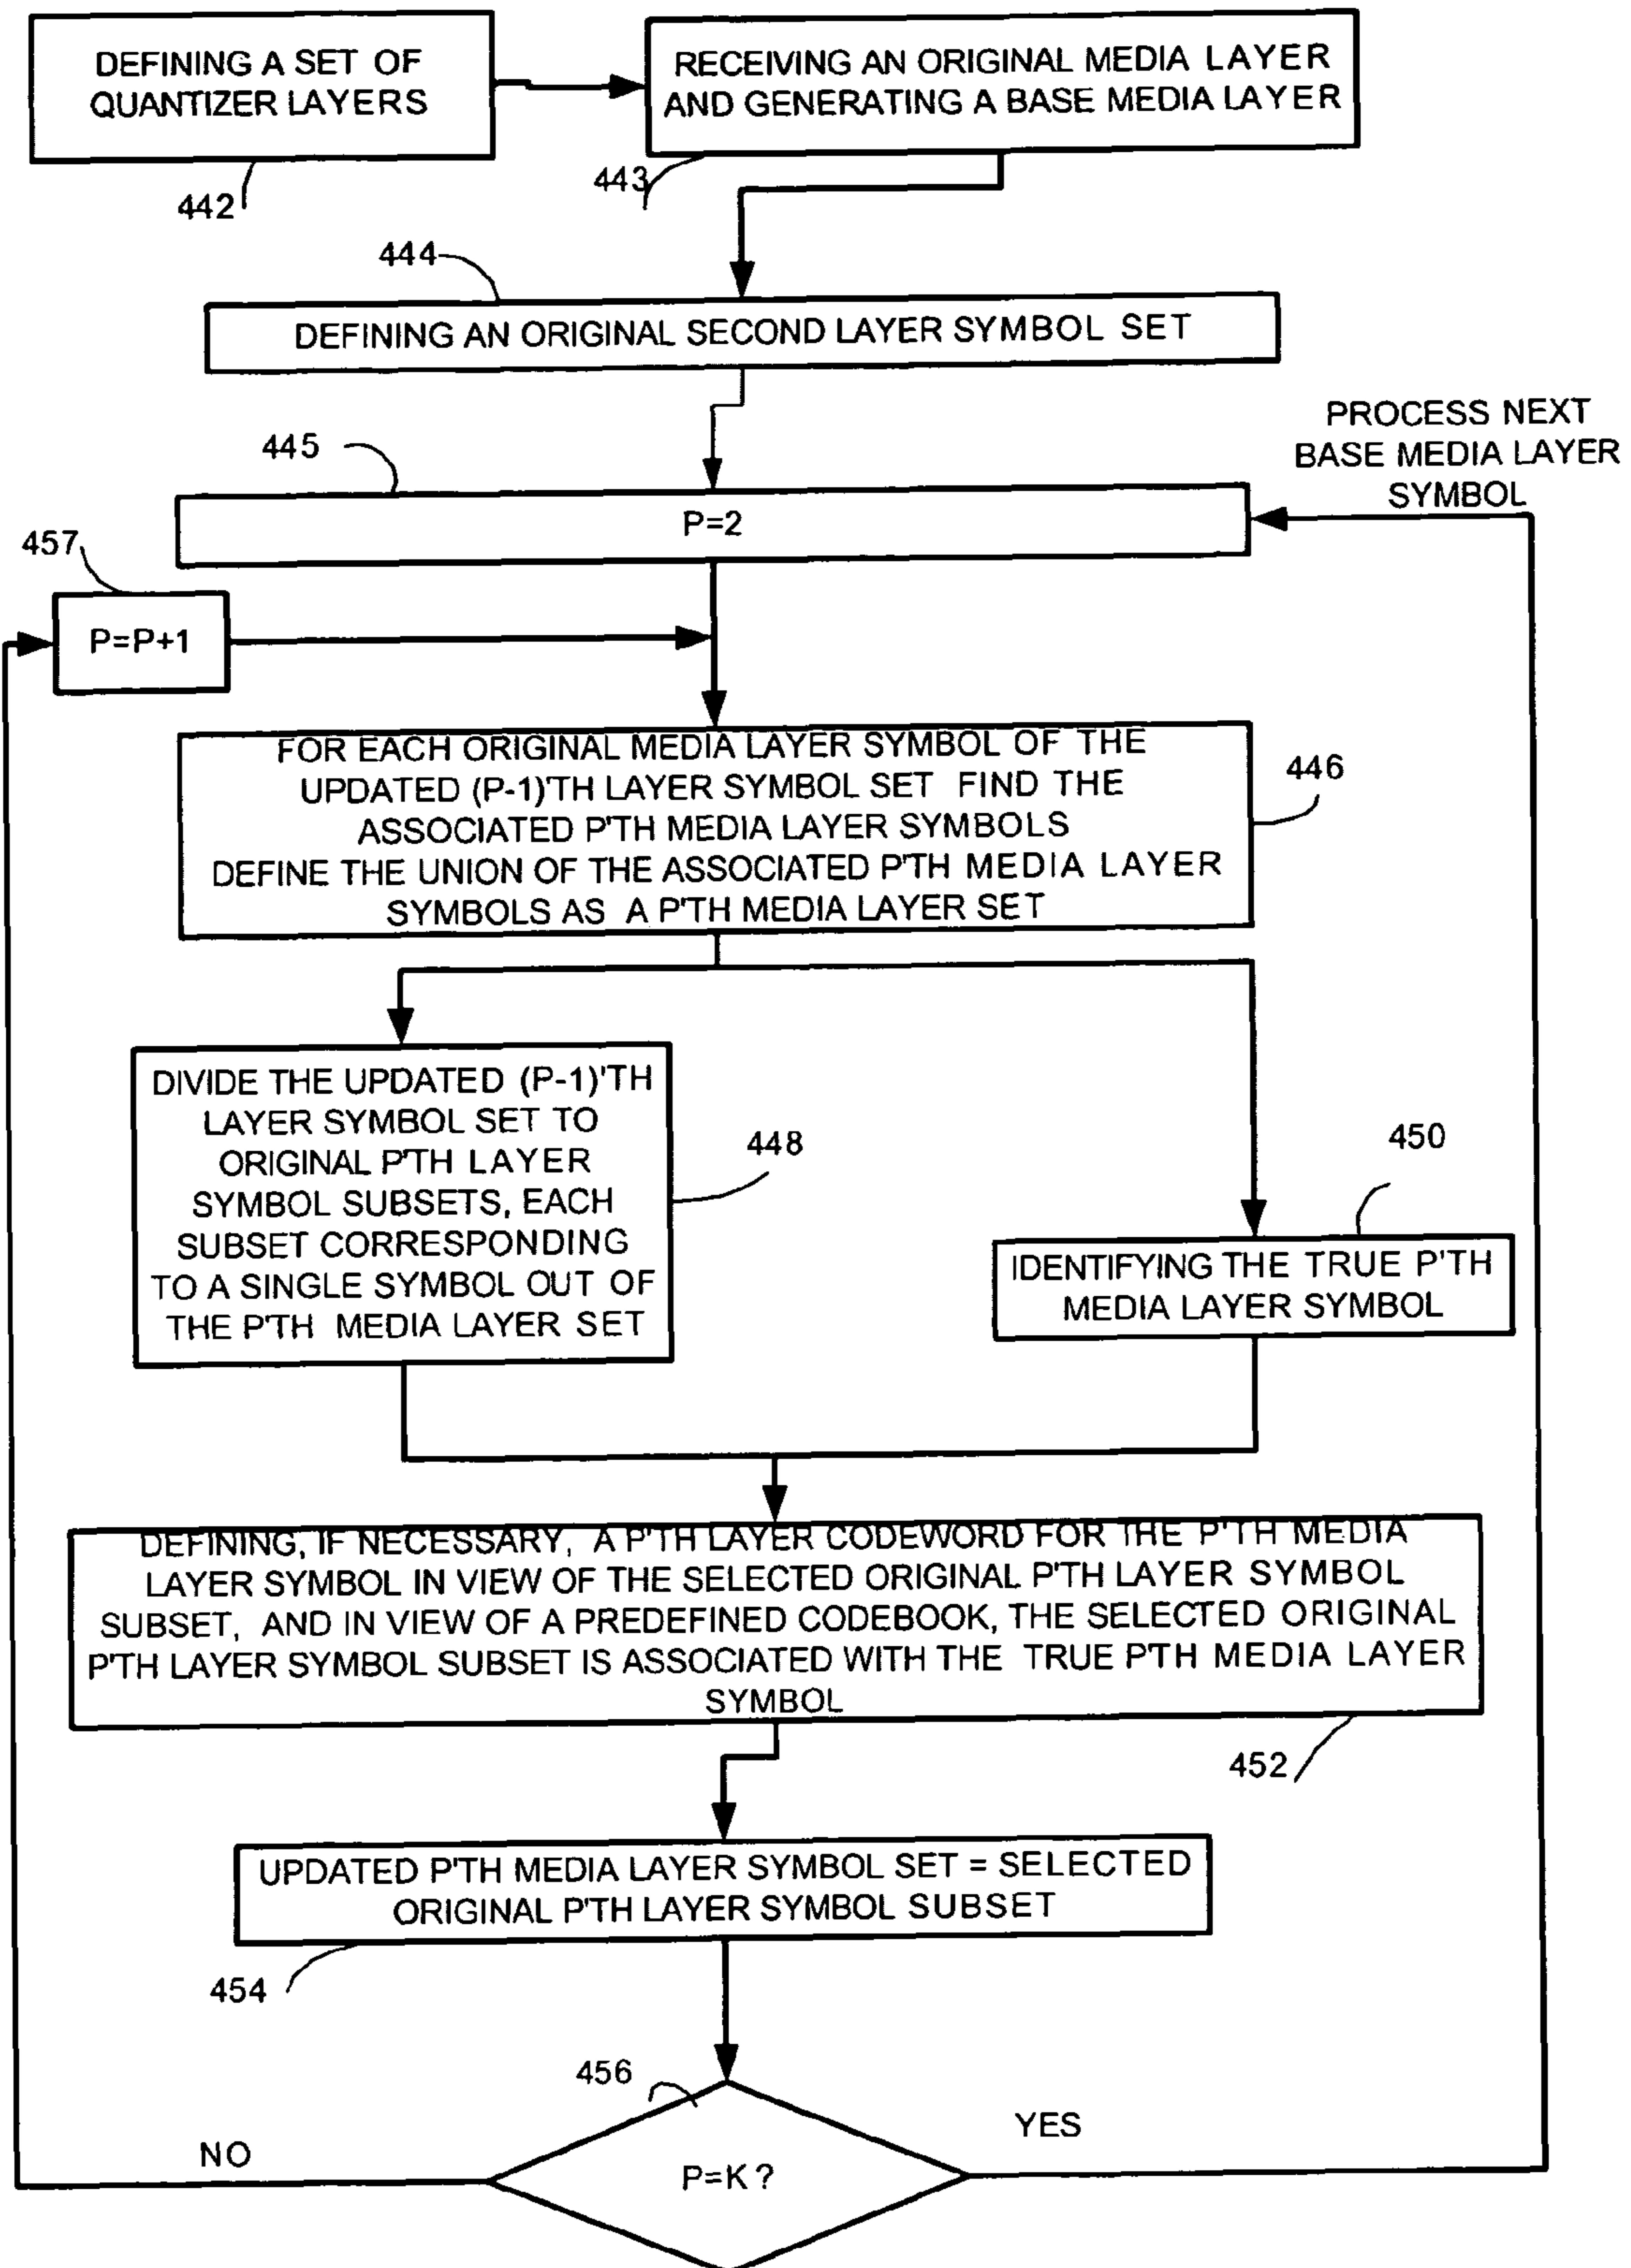 DEFINING A SET OF
QUANTIZER LAYERS
442
RECEIVING AN ORIGINAL MEDIA LAYER
AND GENERATING A BASE MEDIA LAYER
443
444
DEFINING AN ORIGINAL SECOND LAYER SYMBOL SET
PROCESS NEXT
BASE MEDIA LAYER
SYMBOL
445
P=2
457
P=P+1
FOR EACH ORIGINAL MEDIA LAYER SYMBOL OF THE
UPDATED (P-1)'TH LAYER SYMBOL SET FIND THE
ASSOCIATED P'TH MEDIA LAYER SYMBOLS
DEFINE THE UNION OF THE ASSOCIATED P'TH MEDIA LAYER
SYMBOLS AS A P'TH MEDIA LAYER SET
446
DIVIDE THE UPDATED (P-1)'TH
LAYER SYMBOL SET TO
ORIGINAL P'TH LAYER
SYMBOL SUBSETS, EACH
SUBSET CORRESPONDING
TO A SINGLE SYMBOL OUT OF
THE P'TH MEDIA LAYER SET
448
450
IDENTIFYING THE TRUE P'TH
MEDIA LAYER SYMBOL
DEFINING, IF NECESSARY, A P'TH LAYER CODEWORD FOR THE P'TH MEDIA
LAYER SYMBOL IN VIEW OF THE SELECTED ORIGINAL P'TH LAYER SYMBOL
SUBSET, AND IN VIEW OF A PREDEFINED CODEBOOK, THE SELECTED ORIGINAL
P'TH LAYER SYMBOL SUBSET IS ASSOCIATED WITH THE TRUE P'TH MEDIA LAYER
SYMBOL
452
UPDATED P'TH MEDIA LAYER SYMBOL SET = SELECTED
ORIGINAL P'TH LAYER SYMBOL SUBSET
454
456
NO
P=K ?
YES